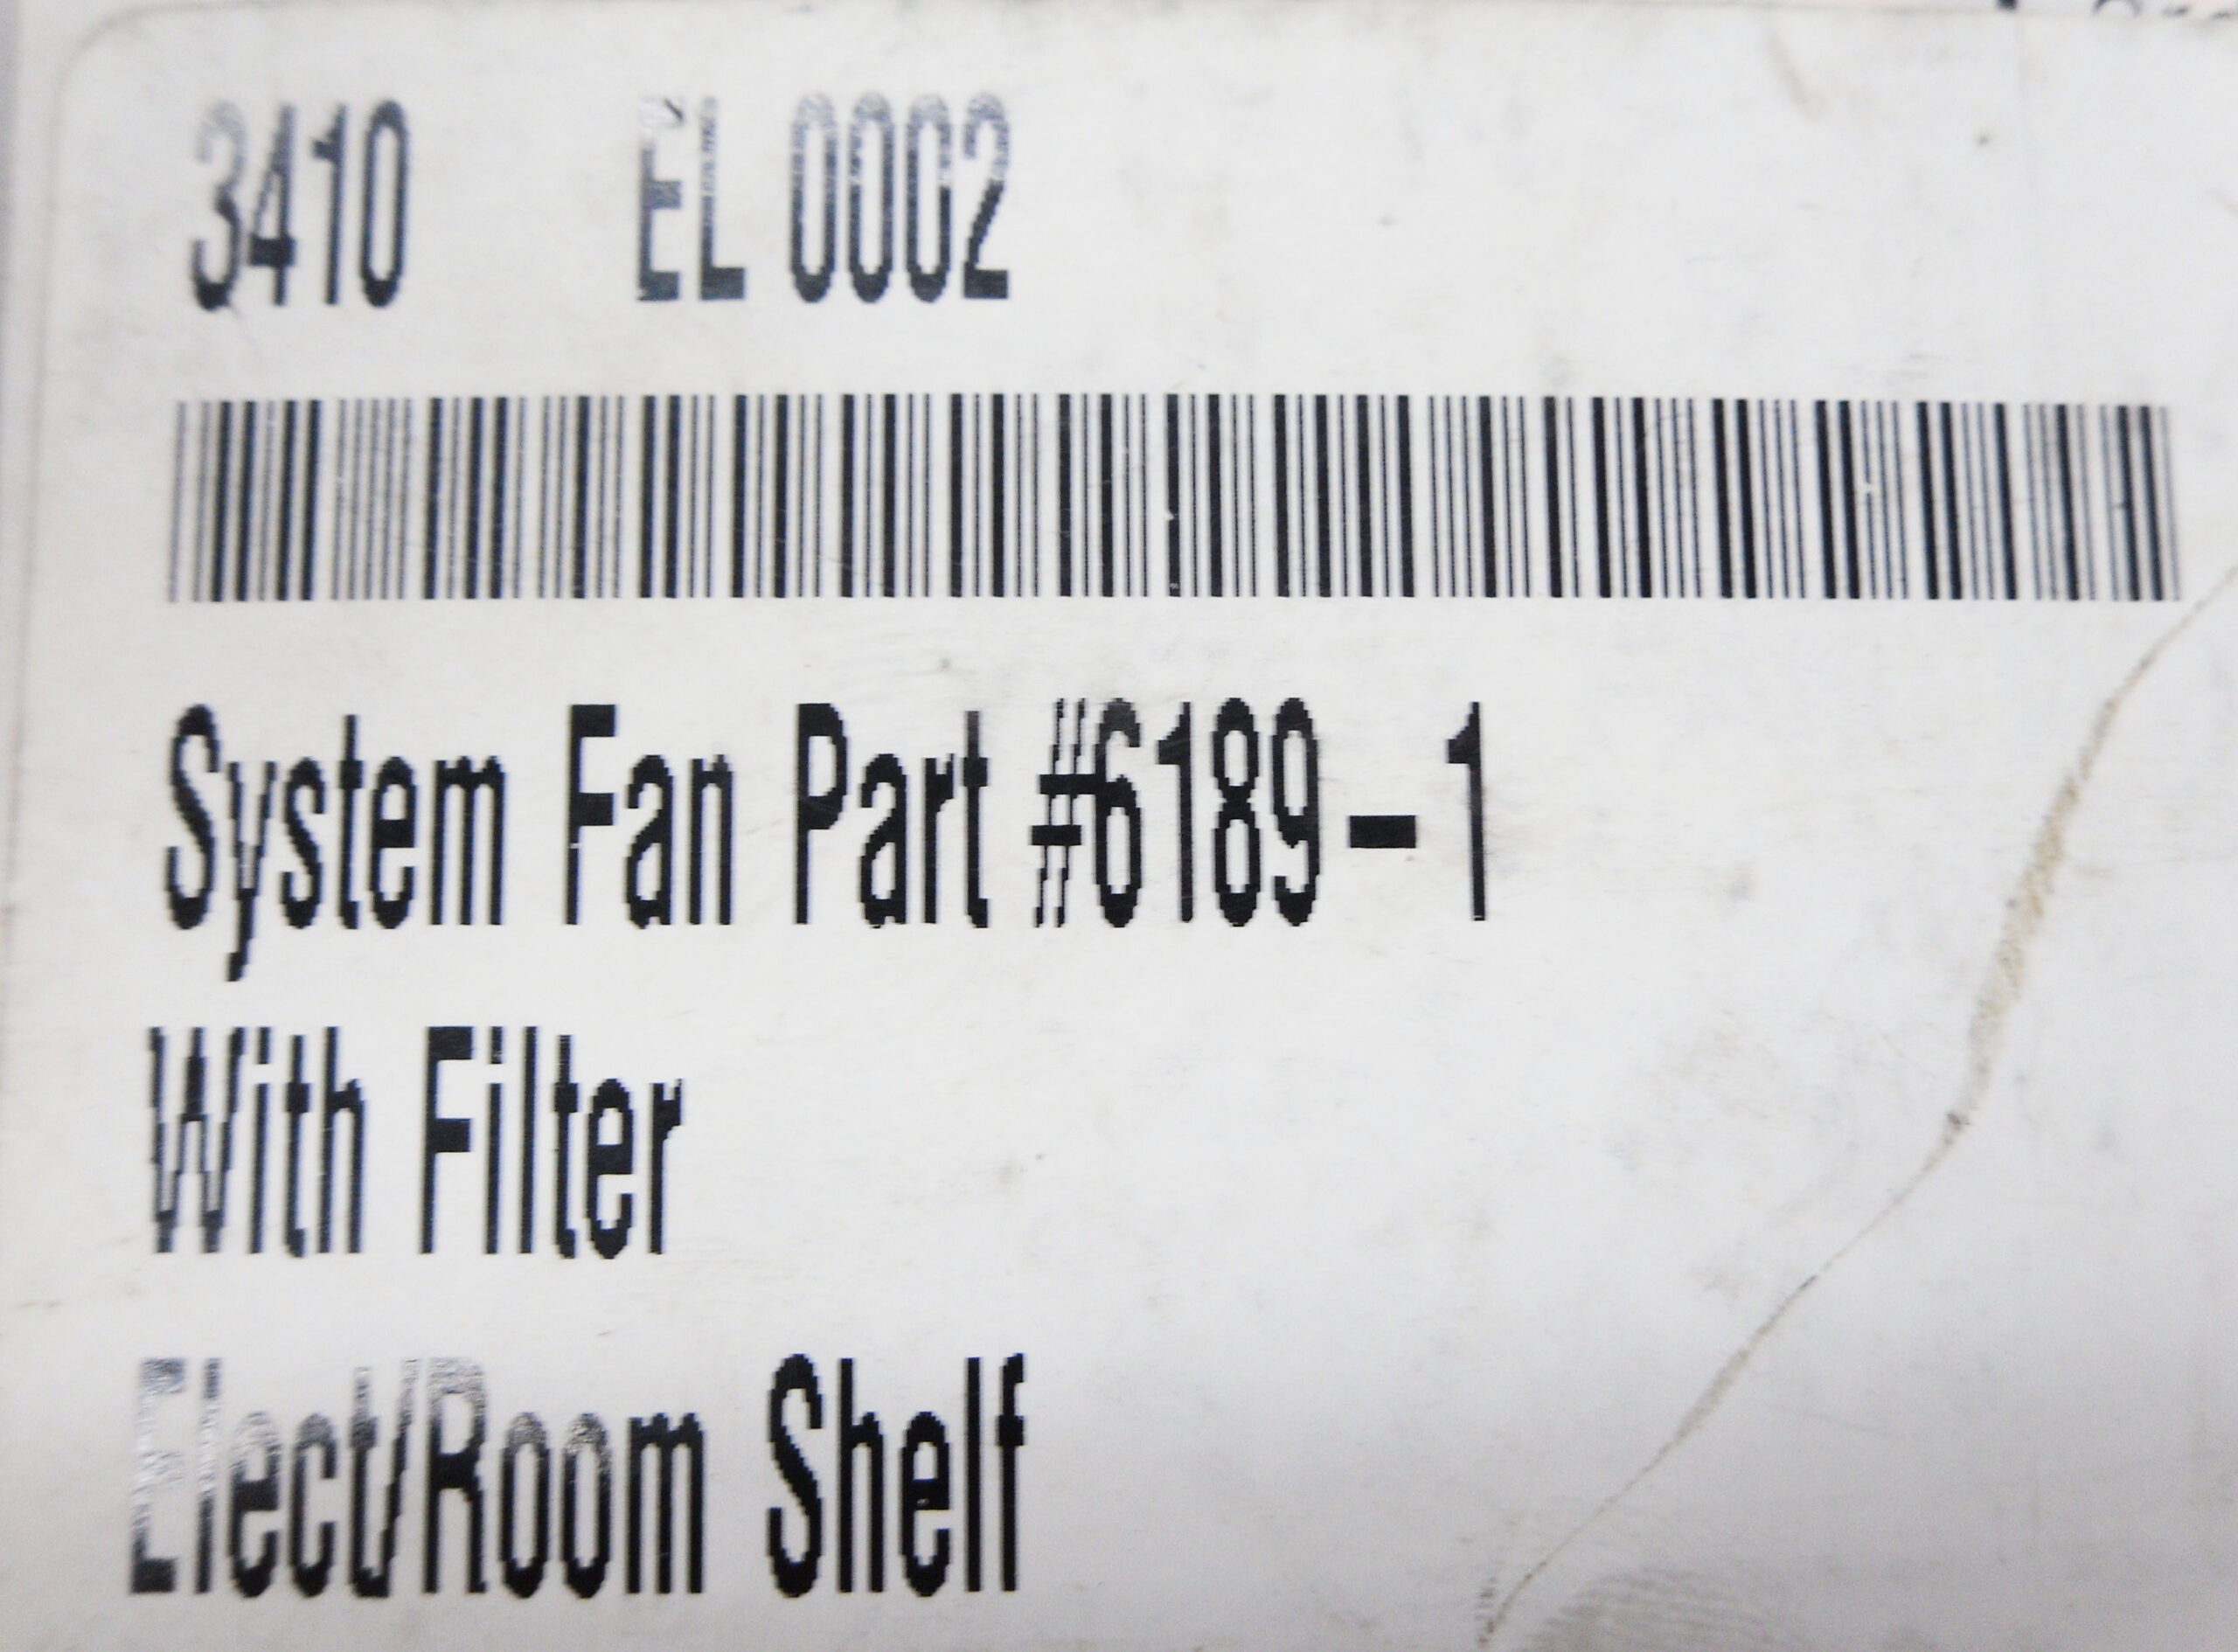 3410 EL 0002
System Fan Part #6189-1
With Filter
Elect/Room Shelf